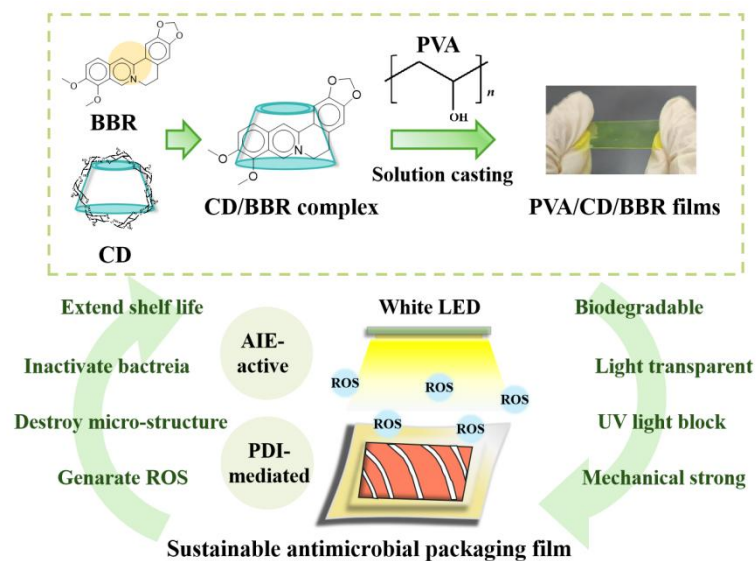 PVA
n
OH
BBR
CD
CD/BBR complex
Solution casting
PVA/CD/BBR films
O
O
O
O
N
O
O
O
O
N
Extend shelf life
Inactivate bactreia
Destroy micro-structure
Genarate ROS
AIE-
active
PDI-
mediated
White LED
ROS
ROS
ROS
ROS
ROS
Biodegradable
Light transparent
UV light block
Mechanical strong
Sustainable antimicrobial packaging film